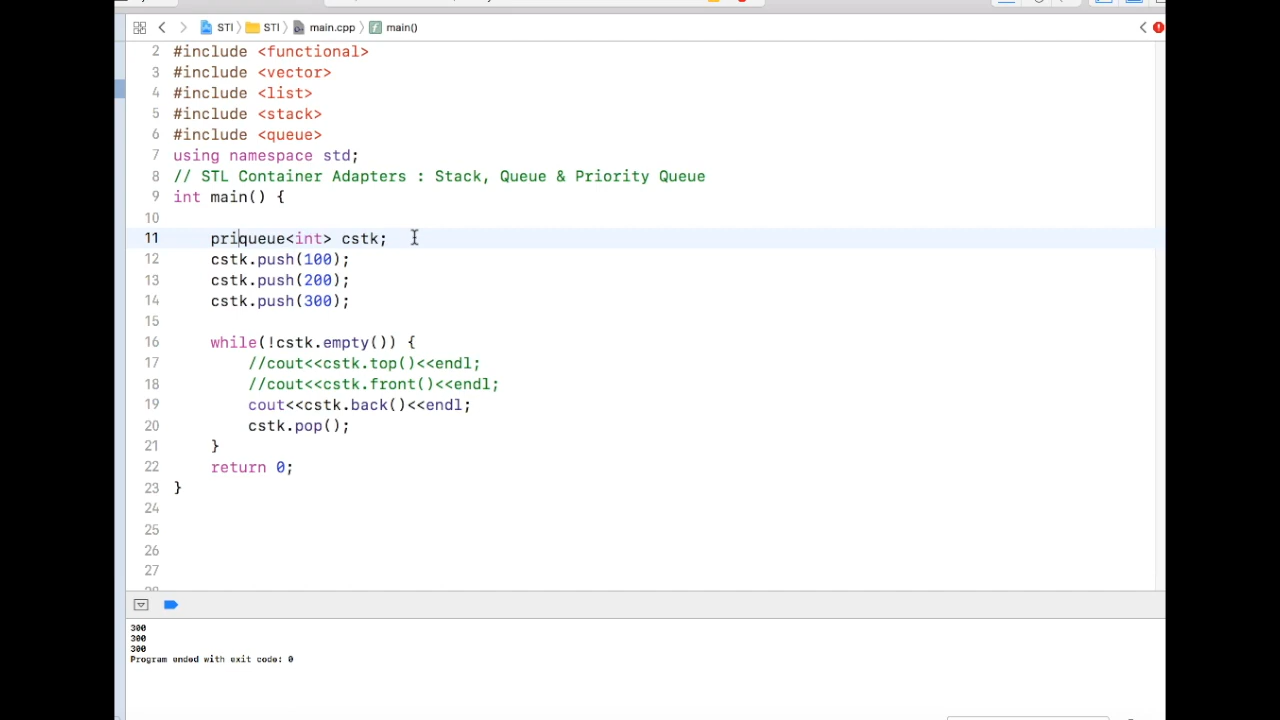 STI STI main.cpp main()
2 #include <functional>
3 #include <vector>
4 #include <list>
5 #include <stack>
6 #include <queue>
7 using namespace std;
8 // STL Container Adapters : Stack, Queue & Priority Queue
9 int main() {
10
11 priqueue<int> cstk;
12 cstk.push(100);
13 cstk.push(200);
14 cstk.push(300);
15
16 while(!cstk.empty()) {
17 //cout<<cstk.top()<<endl;
18 //cout<<cstk.front()<<endl;
19 cout<<cstk.back()<<endl;
20 cstk.pop();
21 }
22 return 0;
23 }
24
25
26
27
300
300
300
Program ended with exit code: 0